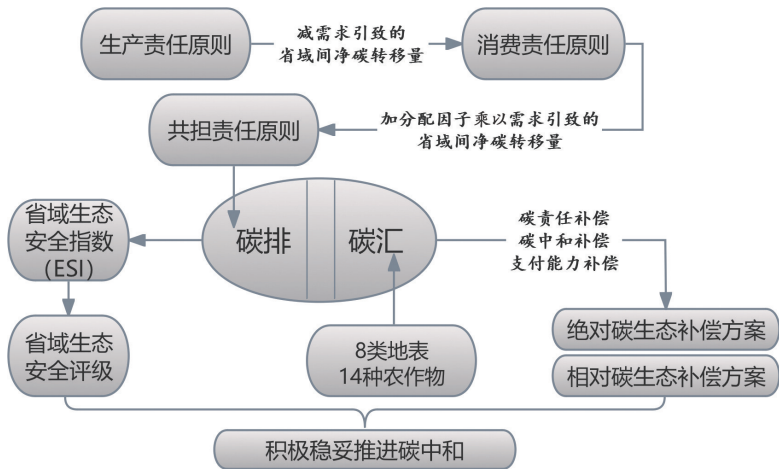 生产责任原则
减需求引致的
省域间净碳转移量
消费责任原则
共担责任原则
加分配因子乘以需求引致的
省域间净碳转移量
省域生态
安全指数
(ESI)
碳排
碳汇
碳责任补偿
碳中和补偿
支付能力补偿
省域生态
安全评级
8类地表
14种农作物
绝对碳生态补偿方案
相对碳生态补偿方案
积极稳妥推进碳中和